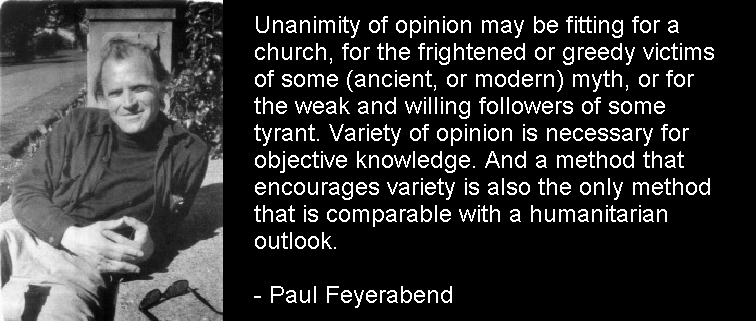 Unanimity of opinion may be fitting for a
church, for the frightened or greedy victims
of some (ancient, or modern) myth, or for
the weak and willing followers of some
tyrant. Variety of opinion is necessary for
objective knowledge. And a method that
encourages variety is also the only method
that is comparable with a humanitarian
outlook.
- Paul Feyerabend